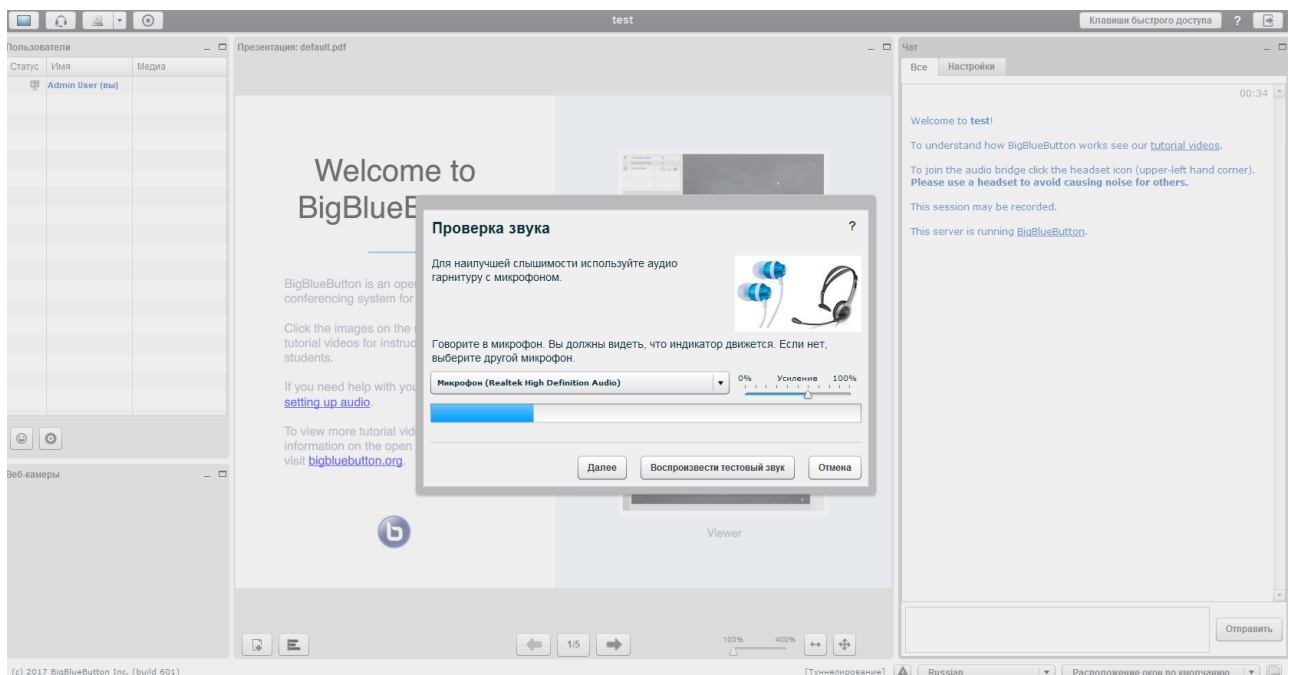 test
Клавиши быстрого доступа ?
Пользователи
Статус Имя Медиа
Admin User (вы)
Веб-камеры
Презентация: default.pdf
Welcome to
BigBlueB
BigBlueButton is an ope
conferencing system for
Click the images on the
tutorial videos for instruc
students.
If you need help with you
setting up audio.
To view more tutorial vid
information on the open
visit bigbluebutton.org.
b
Viewer
Проверка звука ?
Для наилучшей слышимости используйте аудио
гарнитуру с микрофоном.
Говорите в микрофон. Вы должны видеть, что индикатор движется. Если нет,
выберите другой микрофон.
Микрофон (Realtek High Definition Audio)
0% Усиление 100%
Далее Воспроизвести тестовый звук Отмена
1/5
100% 400%
Чат
Все Настройки
00:34
Welcome to test!
To understand how BigBlueButton works see our tutorial videos.
To join the audio bridge click the headset icon (upper-left hand corner).
Please use a headset to avoid causing noise for others.
This session may be recorded.
This server is running BigBlueButton.
Отправить
(c) 2017 BigBlueButton Inc. (build 601)
[Туннелирование] Russian Расположение окон по умолчанию